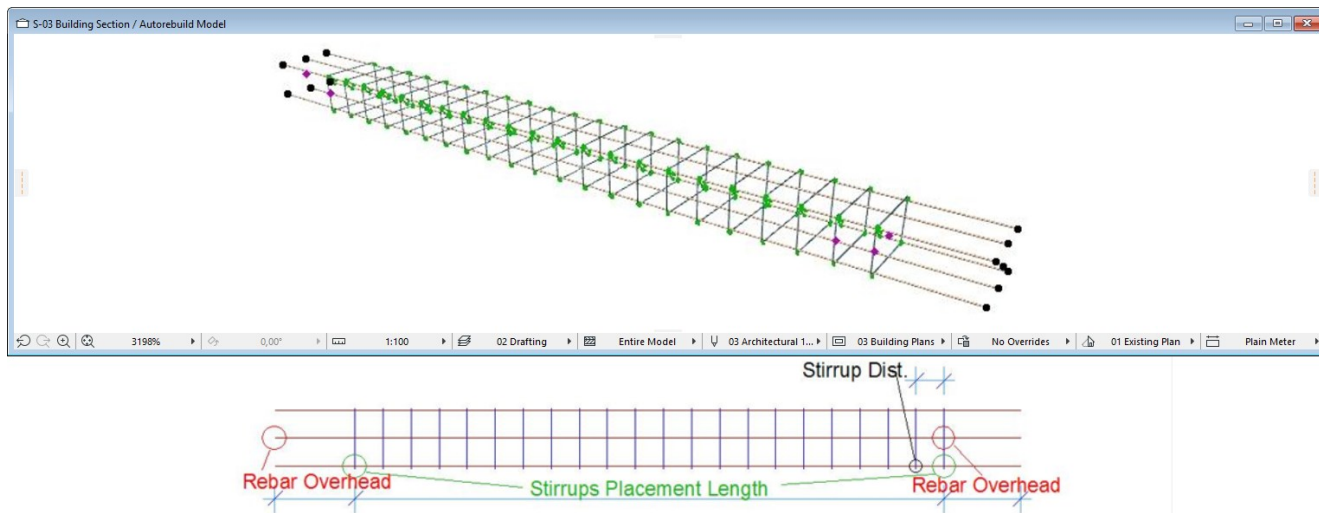 S-03 Building Section / Autorebuild Model
3198% 0,00° 1:100 02 Drafting Entire Model 03 Architectural 1... 03 Building Plans No Overrides 01 Existing Plan Plain Meter
Stirrup Dist.
Rebar Overhead Stirrups Placement Length Rebar Overhead